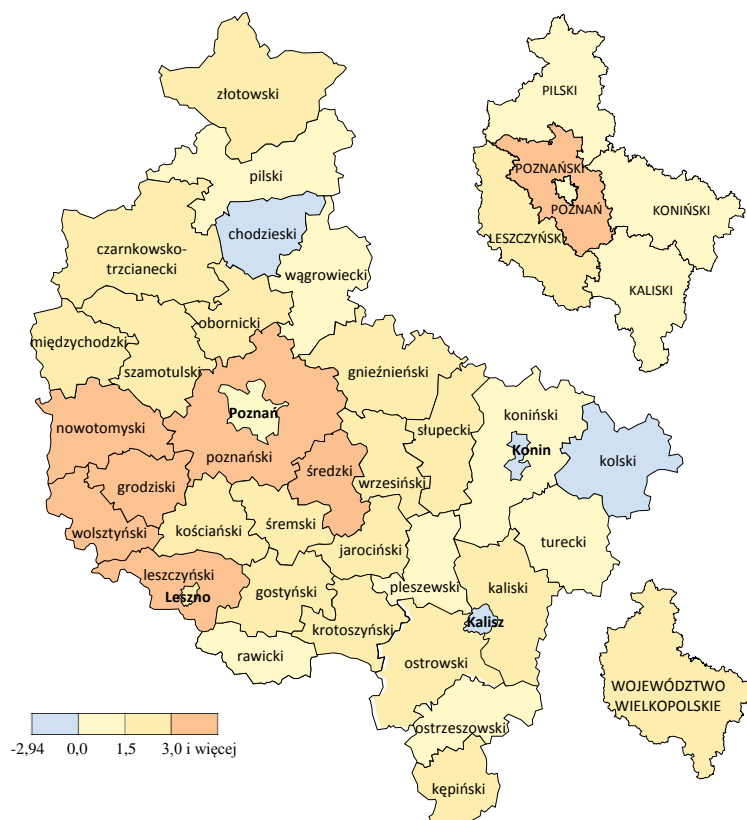 złotowski
PILSKI
pilski
POZNAŃSKI
chodzieski
POZNAŃ
KONIŃSKI
czarnkowsko-
trzcianecki
LESZCZYŃSKI
wągrowiecki
KALISKI
obornicki
międzychodzki
szamotulski
gnieźnieński
Poznań
nowotomyski
koniński
słupecki
Konin
poznański
kolski
średzki
grodziski
wrzesiński
wolsztyński
kościański
śremski
turecki
jarociński
leszczyński
pleszewski
kaliski
Leszno
gostyński
Kalisz
krotoszyński
rawicki
ostrowski
WOJEWÓDZTWO
WIELKOPOLSKIE
ostrzeszowski
-2,94 0,0 1,5 3,0 i więcej
kępiński